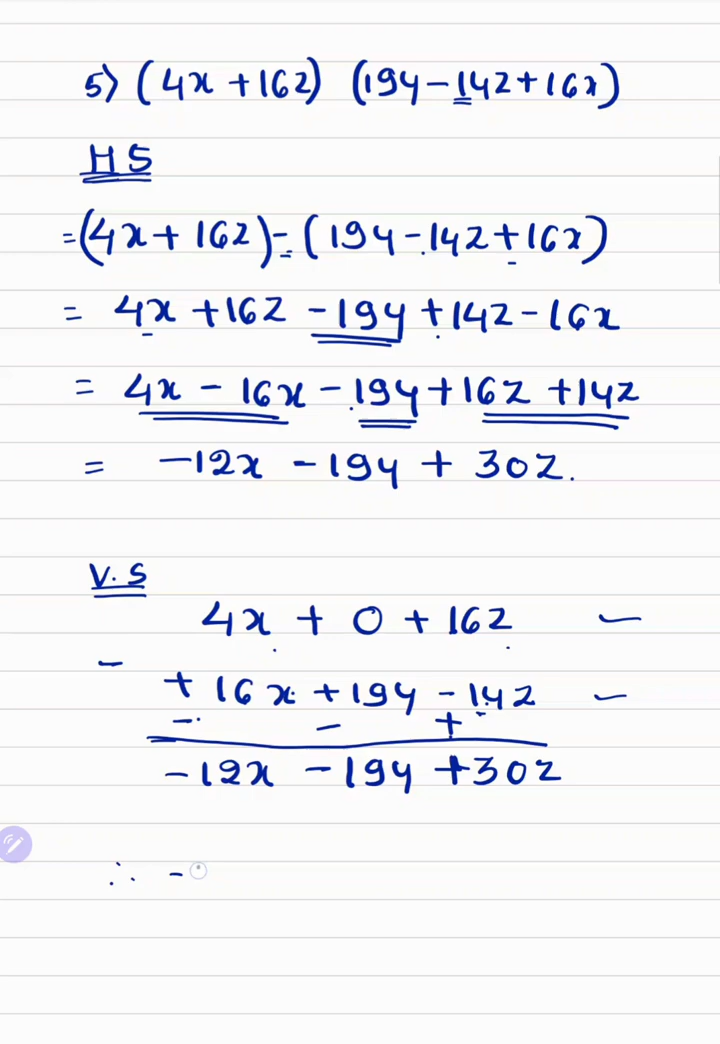 5) (4x + 16z) (19y - 14z + 16x)
H S
= (4x + 16z) - (19y - 14z + 16x)
= 4x + 16z - 19y + 14z - 16x
= 4x - 16x - 19y + 16z + 14z
= -12x - 19y + 30z.
V. S
4x + 0 + 16z
-
+ 16x + 19y - 14z
- - +
-12x - 19y + 30z
∴ -